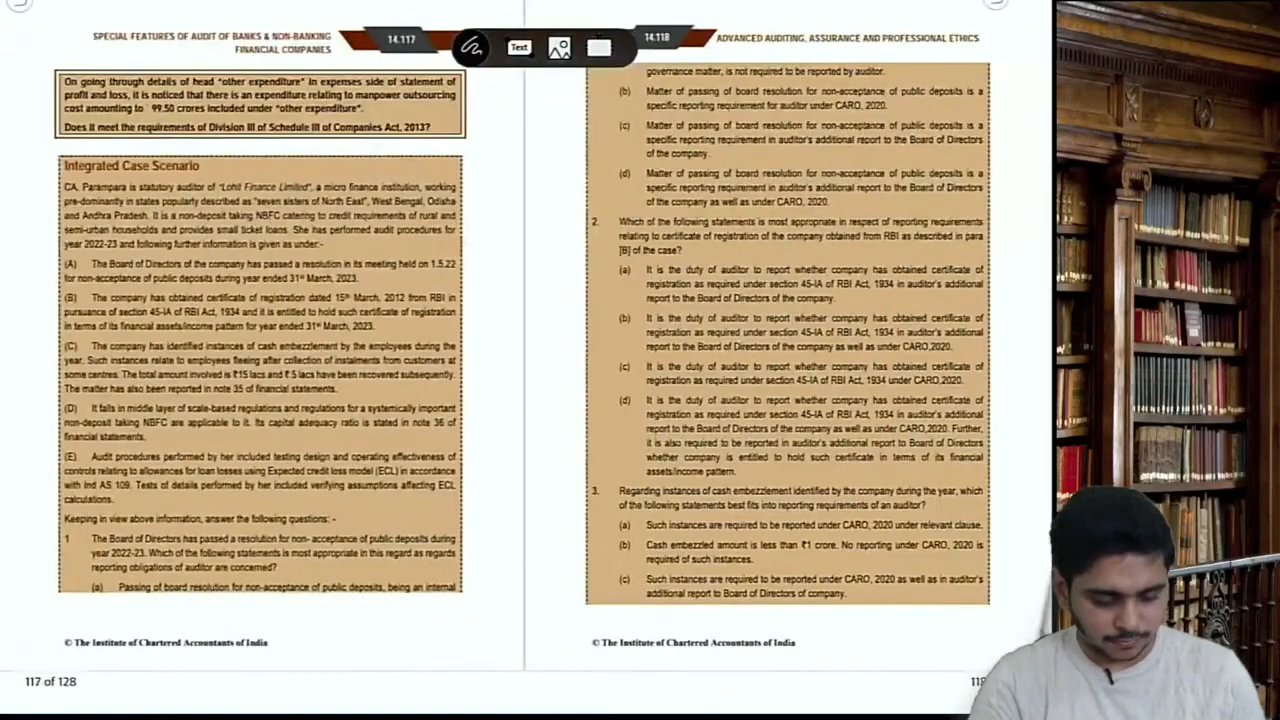 SPECIAL FEATURES OF AUDIT OF BANKS & NON-BANKING
FINANCIAL COMPANIES
14.117
On going through details of head "other expenditure" in expenses side of statement of
profit and loss, it is noticed that there is an expenditure relating to manpower outsourcing
cost amounting to ` 99.50 crores included under "other expenditure".
Does it meet the requirements of Division III of Schedule III of Companies Act, 2013?
Integrated Case Scenario
CA. Parampara is statutory auditor of "Lohit Finance Limited", a micro finance institution, working
pre-dominantly in states popularly described as "seven sisters of North East", West Bengal, Odisha
and Andhra Pradesh. It is a non-deposit taking NBFC catering to credit requirements of rural and
semi-urban households and provides small ticket loans. She has performed audit procedures for
year 2022-23 and following further information is given as under:-
(A) The Board of Directors of the company has passed a resolution in its meeting held on 1.5.22
for non-acceptance of public deposits during year ended 31st March, 2023.
(B) The company has obtained certificate of registration dated 15th March, 2012 from RBI in
pursuance of section 45-IA of RBI Act, 1934 and it is entitled to hold such certificate of registration
in terms of its financial assets/income pattern for year ended 31st March, 2023.
(C) The company has identified instances of cash embezzlement by the employees during the
year. Such instances relate to employees fleeing after collection of instalments from customers at
some centres. The total amount involved is ₹15 lacs and ₹ 5 lacs have been recovered subsequently.
The matter has also been reported in note 35 of financial statements.
(D) It falls in middle layer of scale-based regulations and regulations for a systemically important
non-deposit taking NBFC are applicable to it. Its capital adequacy ratio is stated in note 36 of
financial statements.
(E) Audit procedures performed by her included testing design and operating effectiveness of
controls relating to allowances for loan losses using Expected credit loss model (ECL) in accordance
with Ind AS 109. Tests of details performed by her included verifying assumptions affecting ECL
calculations.
Keeping in view above information, answer the following questions: -
1 The Board of Directors has passed a resolution for non- acceptance of public deposits during
year 2022-23. Which of the following statements is most appropriate in this regard as regards
reporting obligations of auditor are concerned?
(a) Passing of board resolution for non-acceptance of public deposits, being an internal
© The Institute of Chartered Accountants of India
117 of 128
Text
14.118
ADVANCED AUDITING, ASSURANCE AND PROFESSIONAL ETHICS
governance matter, is not required to be reported by auditor.
(b) Matter of passing of board resolution for non-acceptance of public deposits is a
specific reporting requirement for auditor under CARO, 2020.
(c) Matter of passing of board resolution for non-acceptance of public deposits is a
specific reporting requirement in auditor's additional report to the Board of Directors
of the company.
(d) Matter of passing of board resolution for non-acceptance of public deposits is a
specific reporting requirement in auditor's additional report to the Board of Directors
of the company as well as under CARO, 2020.
2. Which of the following statements is most appropriate in respect of reporting requirements
relating to certificate of registration of the company obtained from RBI as described in para
[B] of the case?
(a) It is the duty of auditor to report whether company has obtained certificate of
registration as required under section 45-IA of RBI Act, 1934 in auditor's additional
report to the Board of Directors of the company.
(b) It is the duty of auditor to report whether company has obtained certificate of
registration as required under section 45-IA of RBI Act, 1934 in auditor's additional
report to the Board of Directors of the company as well as under CARO,2020.
(c) It is the duty of auditor to report whether company has obtained certificate of
registration as required under section 45-IA of RBI Act, 1934 under CARO,2020.
(d) It is the duty of auditor to report whether company has obtained certificate of
registration as required under section 45-IA of RBI Act, 1934 in auditor's additional
report to the Board of Directors of the company as well as under CARO,2020. Further,
it is also required to be reported in auditor's additional report to Board of Directors
whether company is entitled to hold such certificate in terms of its financial
assets/income pattern.
3. Regarding instances of cash embezzlement identified by the company during the year, which
of the following statements best fits into reporting requirements of an auditor?
(a) Such instances are required to be reported under CARO, 2020 under relevant clause.
(b) Cash embezzled amount is less than ₹1 crore. No reporting under CARO, 2020 is
required of such instances.
(c) Such instances are required to be reported under CARO, 2020 as well as in auditor's
additional report to Board of Directors of company.
© The Institute of Chartered Accountants of India